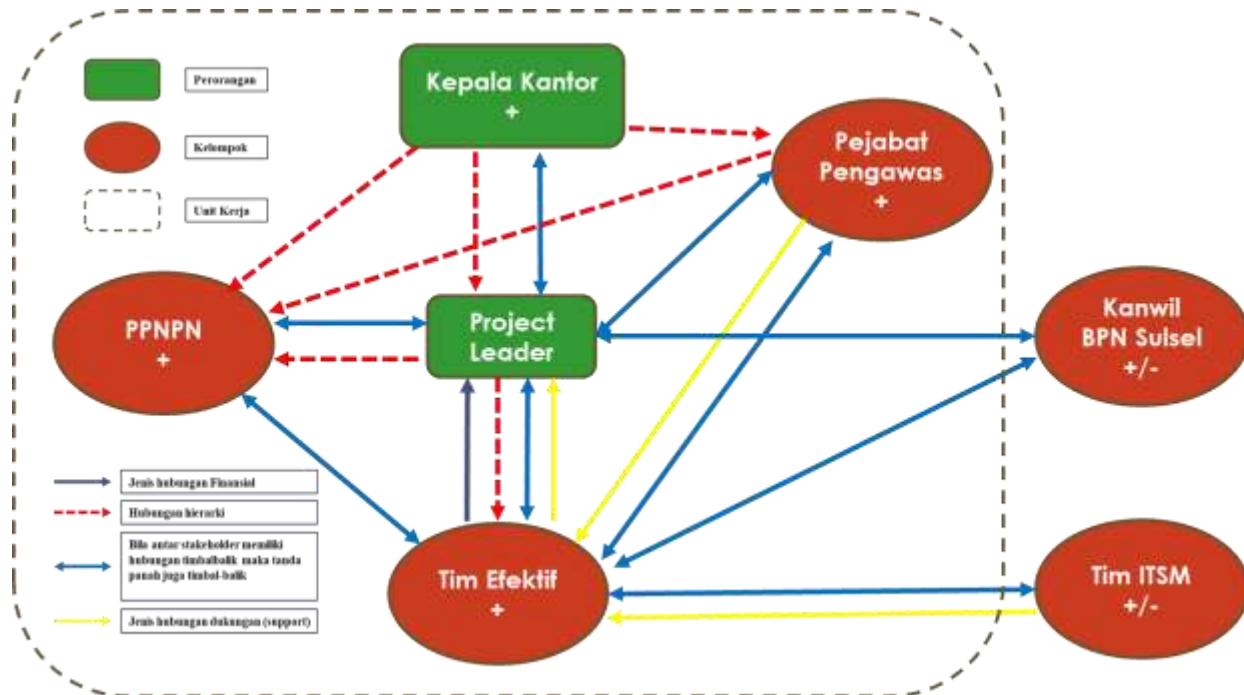 Perorangan
Kelompok
Unit Kerja
Kepala Kantor
+
Pejabat
Pengawas
+
PPNPN
+
Project
Leader
Kanwil
BPN Sulsel
+/-
Jenis hubungan Finansial
Hubungan hierarki
Bila antar stakeholder memiliki
hubungan timbalbalik maka tanda
panah juga timbal-balik
Jenis hubungan dukungan (support)
Tim Efektif
+
Tim ITSM
+/-